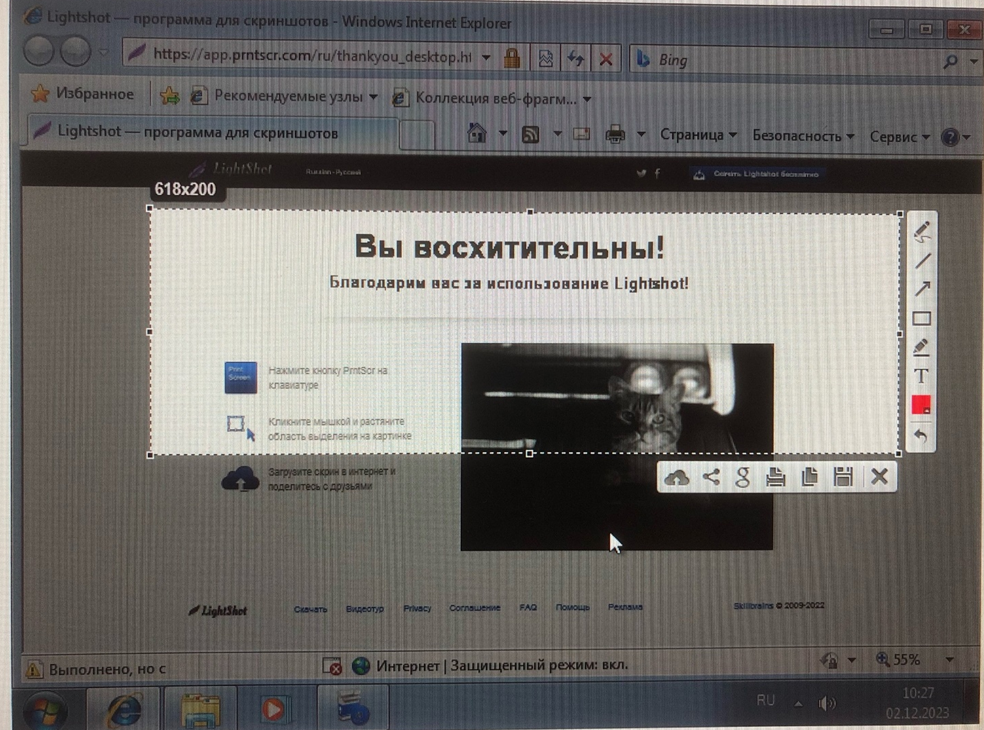 Lightshot — программа для скриншотов - Windows Internet Explorer
https://app.prntscr.com/ru/thankyou_desktop.ht
Bing
Избранное
Рекомендуемые узлы
Коллекция веб-фрагм...
Lightshot — программа для скриншотов
Страница
Безопасность
Сервис
LightShot
Russian - Русский
Скачать Lightshot бесплатно
618x200
Вы восхитительны!
Благодарим вас за использование Lightshot!
Print
Screen
Нажмите кнопку PrntScr на
клавиатуре
Кликните мышкой и растяните
область выделения на картинке
Загрузите скрин в интернет и
поделитесь с друзьями
T
g
LightShot
Скачать
Видеотур
Privacy
Соглашение
FAQ
Помощь
Реклама
Skillbrains © 2009-2022
Выполнено, но с
Интернет | Защищенный режим: вкл.
55%
RU
10:27
02.12.2023